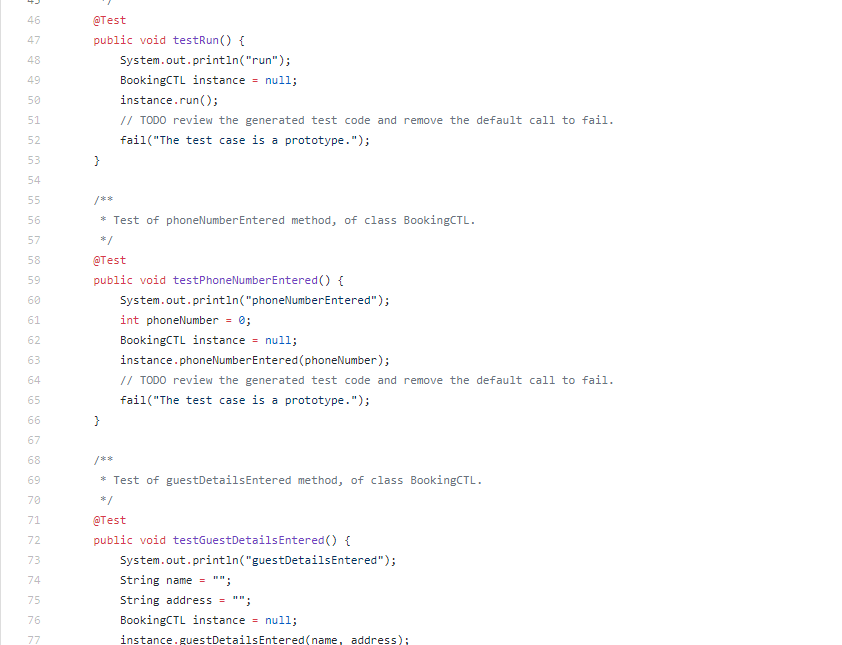 45 */
46 @Test
47 public void testRun() {
48 System.out.println("run");
49 BookingCTL instance = null;
50 instance.run();
51 // TODO review the generated test code and remove the default call to fail.
52 fail("The test case is a prototype.");
53 }
54
55 /**
56 * Test of phoneNumberEntered method, of class BookingCTL.
57 */
58 @Test
59 public void testPhoneNumberEntered() {
60 System.out.println("phoneNumberEntered");
61 int phoneNumber = 0;
62 BookingCTL instance = null;
63 instance.phoneNumberEntered(phoneNumber);
64 // TODO review the generated test code and remove the default call to fail.
65 fail("The test case is a prototype.");
66 }
67
68 /**
69 * Test of guestDetailsEntered method, of class BookingCTL.
70 */
71 @Test
72 public void testGuestDetailsEntered() {
73 System.out.println("guestDetailsEntered");
74 String name = "";
75 String address = "";
76 BookingCTL instance = null;
77 instance.guestDetailsEntered(name, address);